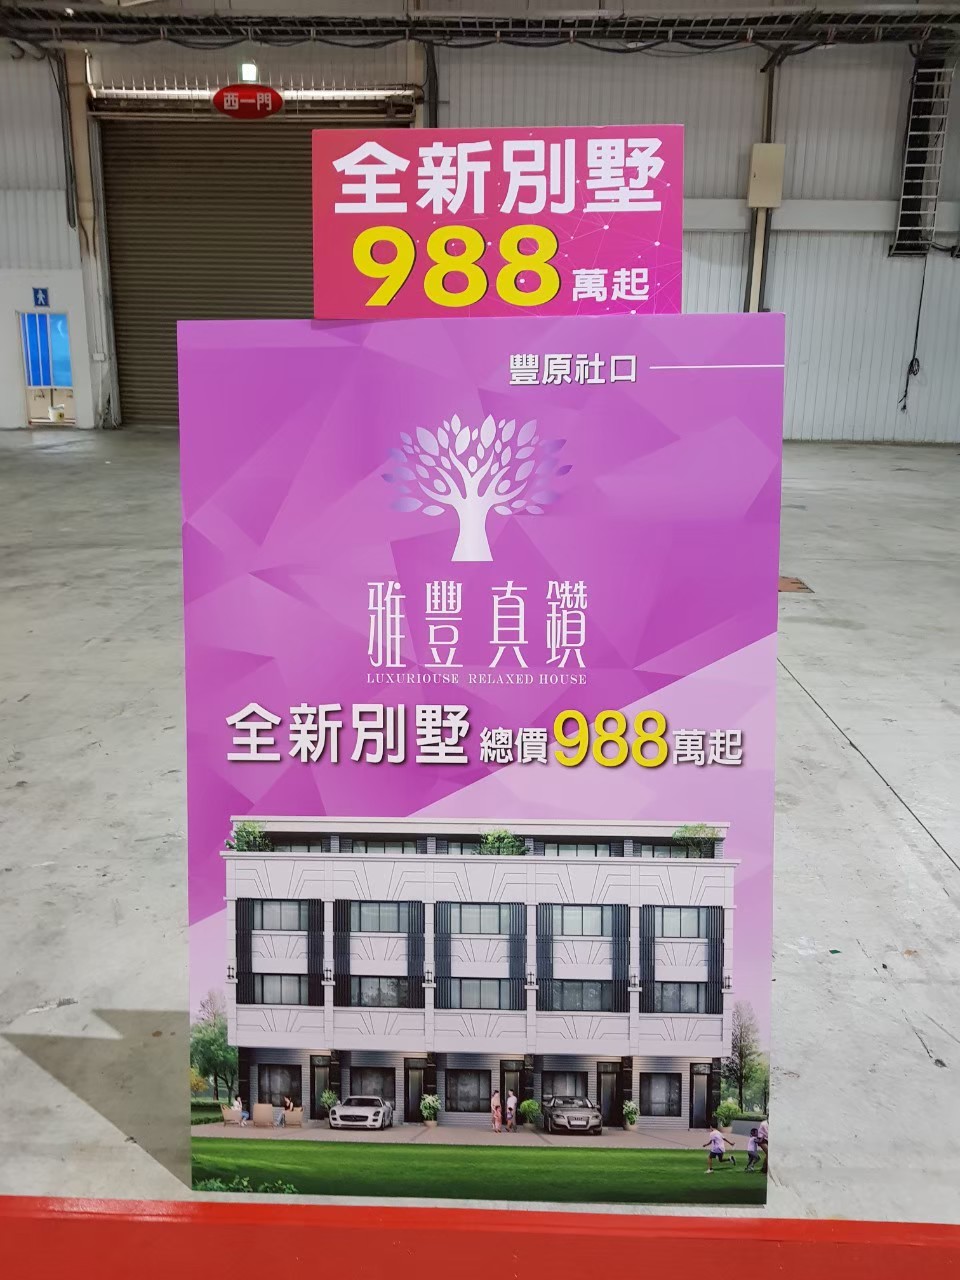 西一門
全新別墅
988萬起
豐原社口
雅豐真鑽
LUXURIOUSE RELAXED HOUSE
全新別墅 總價988萬起